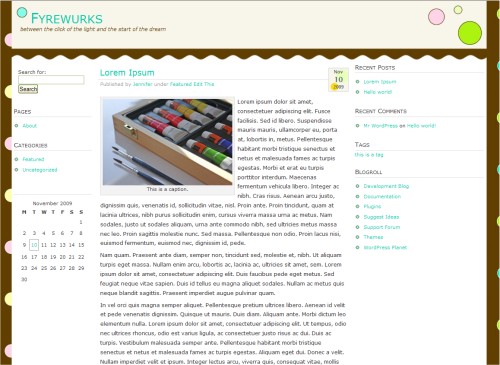 Fyrewurks
between the click of the light and the start of the dream
Search for:
Search
Pages
About
Categories
Featured
Uncategorized
November 2009
M T W T F S S
1
2 3 4 5 6 7 8
9 10 11 12 13 14 15
16 17 18 19 20 21 22
23 24 25 26 27 28 29
30
Lorem Ipsum
Published by Jennifer under Featured Edit This
Nov
10
2009
This is a caption.
Lorem ipsum dolor sit amet,
consectetuer adipiscing elit. Fusce
facilisis. Sed id libero. Suspendisse
mauris mauris, ullamcorper eu, porta
at, lobortis in, metus. Pellentesque
habitant morbi tristique senectus et
netus et malesuada fames ac turpis
egestas. Morbi et erat eu turpis
porttitor interdum. Maecenas
fermentum vehicula libero. Integer ac
nibh. Cras risus. Aenean arcu justo,
dignissim quis, venenatis id, sollicitudin vitae, nisl. Proin ante. Proin tincidunt, quam at
lacinia ultrices, nibh purus sollicitudin enim, cursus viverra massa urna ac metus. Nam
sodales, justo ut sodales aliquam, urna ante commodo nibh, sed ultricies metus massa
nec leo. Proin sagittis molestie nunc. Sed massa. Pellentesque non odio. Proin lacus nisi,
euismod fermentum, euismod nec, dignissim id, pede.
Nam quam. Praesent ante diam, semper non, tincidunt sed, molestie et, nibh. Ut aliquam
turpis eget massa. Nullam enim arcu, lobortis ac, lacinia ac, ultricies sit amet, sem. Lorem
ipsum dolor sit amet, consectetuer adipiscing elit. Duis faucibus pede eget metus. Sed
feugiat neque vitae sapien. Duis id tellus eu magna aliquet sodales. Nullam ac metus quis
neque blandit sagittis. Praesent imperdiet augue pulvinar quam.
In vel orci quis magna semper aliquet. Pellentesque pretium ultrices libero. Aenean id velit
et pede venenatis dignissim. Quisque ut mauris. Duis diam. Aliquam ante. Morbi dictum leo
elementum nulla. Lorem ipsum dolor sit amet, consectetuer adipiscing elit. Ut tempus, odio
nec ultrices rhoncus, odio est varius ligula, ac consectetuer justo risus ac nisi. Cras dolor
turpis. Vestibulum malesuada semper ante. Pellentesque habitant morbi tristique
senectus et netus et malesuada fames ac turpis egestas. Aliquam eget dui. Donec a velit.
Nullam imperdiet velit et ipsum. Integer lectus arcu, viverra quis, consequat vitae, mollis
Recent Posts
Lorem Ipsum
Hello world!
Recent Comments
Mr WordPress on Hello world!
Tags
this is a tag
Blogroll
Development Blog
Documentation
Plugins
Suggest Ideas
Support Forum
Themes
WordPress Planet